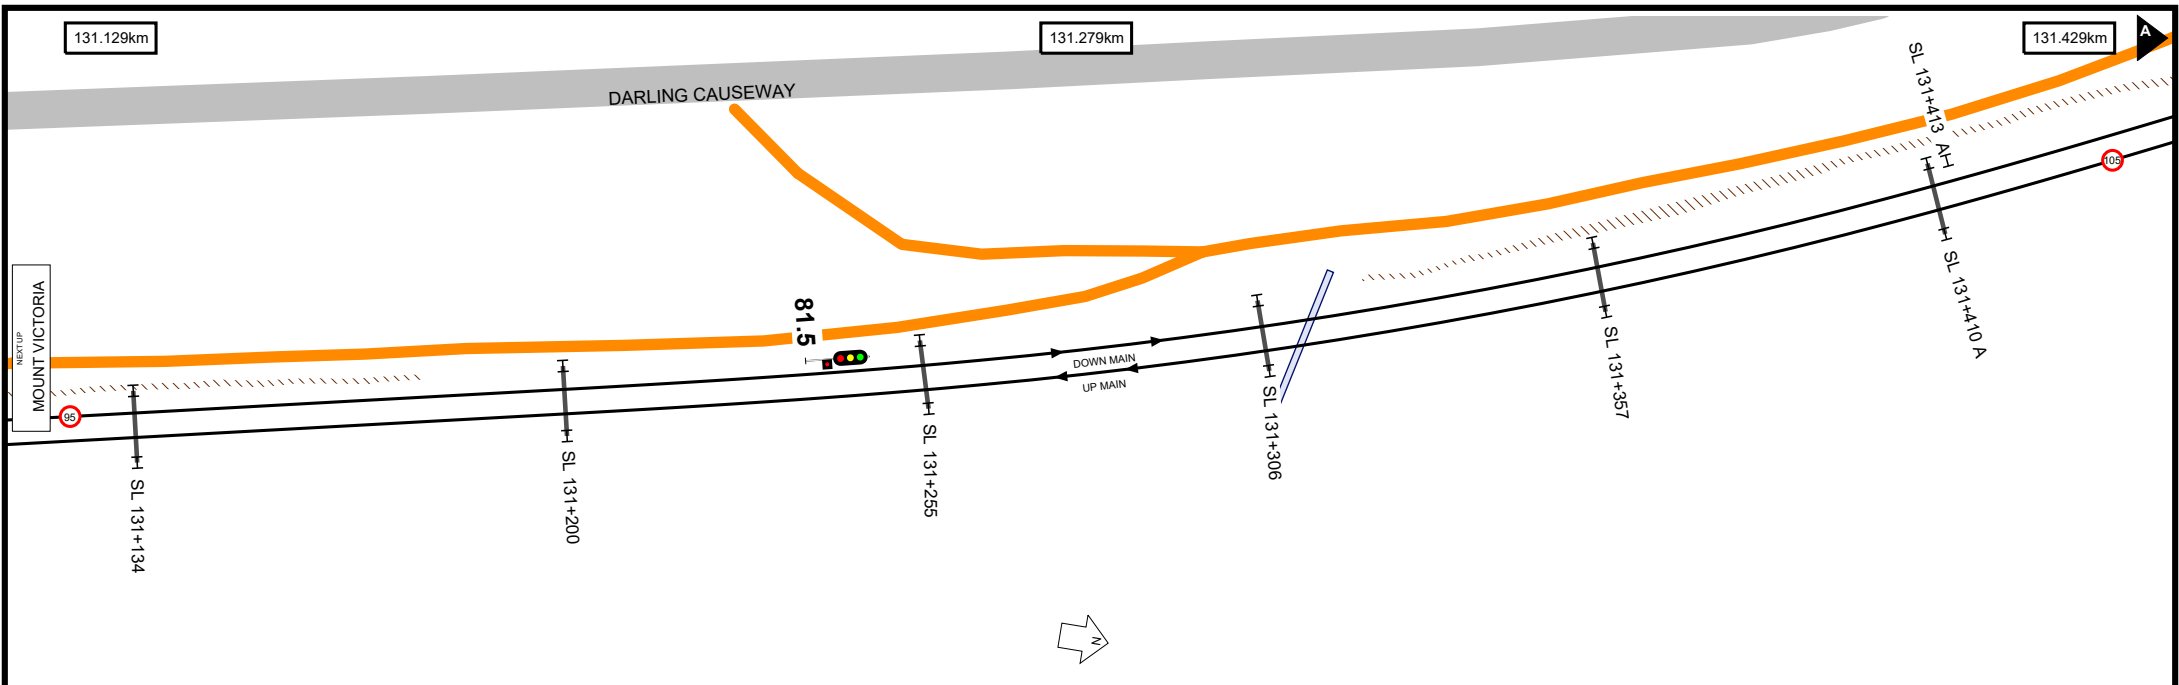 131.129km
131.279km
131.429km
A
DARLING CAUSEWAY
SL 131+413 A
105
NEXT UP
MOUNT VICTORIA
95
81.5
DOWN MAIN
UP MAIN
SL 131+134
SL 131+200
SL 131+255
SL 131+306
SL 131+357
SL 131+410 A
N